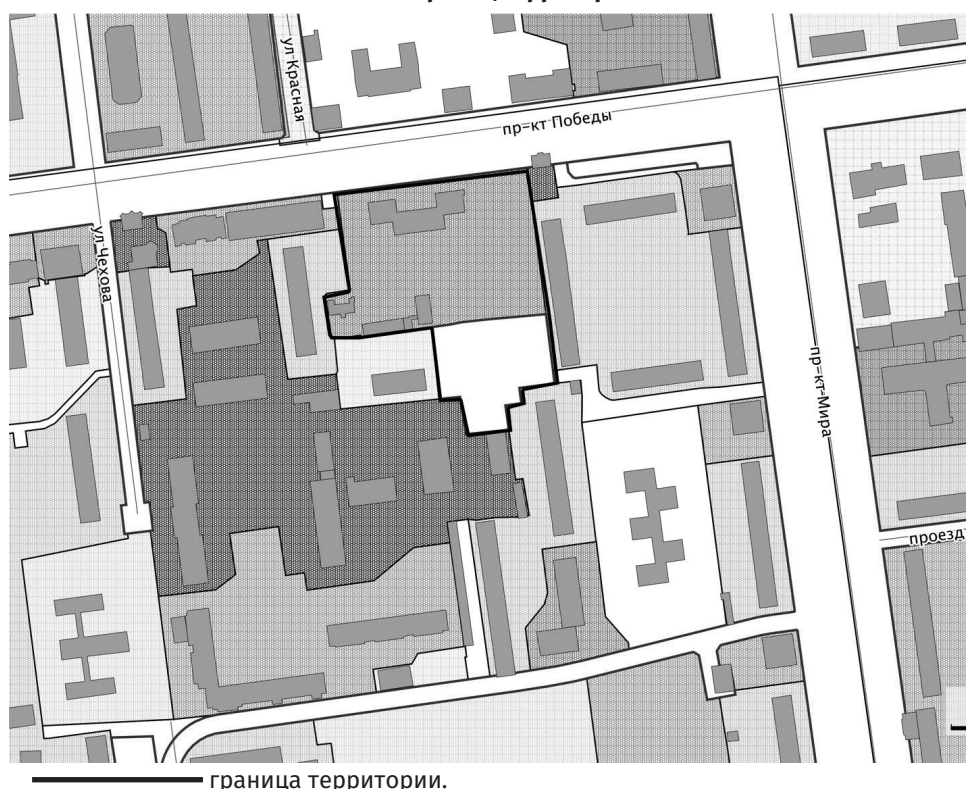 ул Красная
пр-кт Победы
ул Чехова
пр-кт Мира
проезд
граница территории.